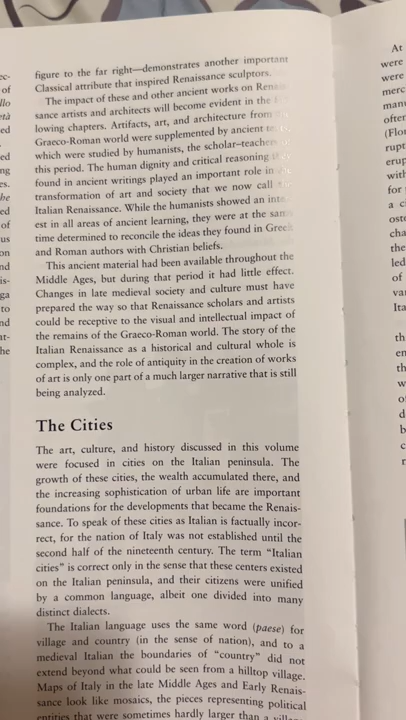 figure to the far right—demonstrates another important
Classical attribute that inspired Renaissance sculptors.
The impact of these and other ancient works on Renais-
sance artists and architects will become evident in the
lowing chapters. Artifacts, art, and architecture from
Graeco-Roman world were supplemented by ancient
which were studied by humanists, the scholar–teachers
this period. The human dignity and critical reasoning they
found in ancient writings played an important role in
transformation of art and society that we now call
Italian Renaissance. While the humanists showed an
est in all areas of ancient learning, they were at the same
time determined to reconcile the ideas they found in Greek
and Roman authors with Christian beliefs.
This ancient material had been available throughout the
Middle Ages, but during that period it had little effect.
Changes in late medieval society and culture must have
prepared the way so that Renaissance scholars and artists
could be receptive to the visual and intellectual impact of
the remains of the Graeco-Roman world. The story of the
Italian Renaissance as a historical and cultural whole is
complex, and the role of antiquity in the creation of works
of art is only one part of a much larger narrative that is still
being analyzed.
The Cities
The art, culture, and history discussed in this volume
were focused in cities on the Italian peninsula. The
growth of these cities, the wealth accumulated there, and
the increasing sophistication of urban life are important
foundations for the developments that became the Renais-
sance. To speak of these cities as Italian is factually incor-
rect, for the nation of Italy was not established until the
second half of the nineteenth century. The term "Italian
cities" is correct only in the sense that these centers existed
on the Italian peninsula, and their citizens were unified
by a common language, albeit one divided into many
distinct dialects.
The Italian language uses the same word (paese) for
village and country (in the sense of nation), and to a
medieval Italian the boundaries of "country" did not
extend beyond what could be seen from a hilltop village.
Maps of Italy in the late Middle Ages and Early Renais-
sance look like mosaics, the pieces representing political
entities that were sometimes hardly larger than a